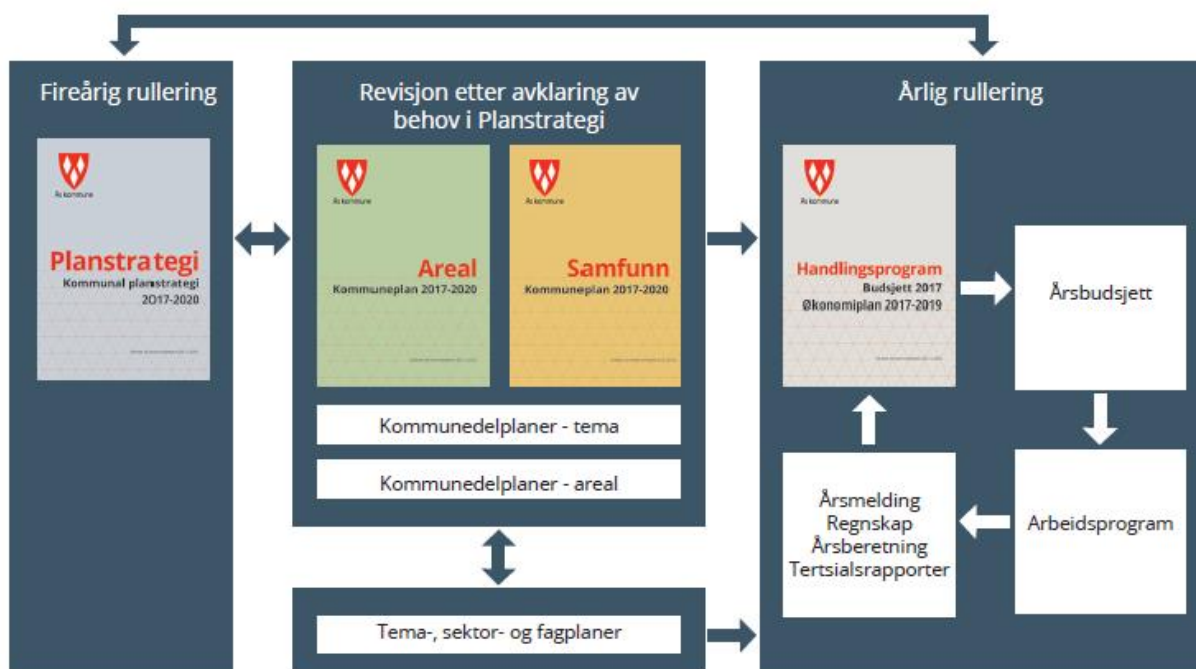 Fireårig rullering
Ås kommune
Planstrategi
Kommunal planstrategi
2017-2020
Revisjon etter avklaring av
behov i Planstrategi
Ås kommune
Areal
Kommuneplan 2017-2020
Ås kommune
Samfunn
Kommuneplan 2017-2020
Kommunedelplaner - tema
Kommunedelplaner - areal
Tema-, sektor- og fagplaner
Årlig rullering
Ås kommune
Handlingsprogram
Budsjett 2017
Økonomiplan 2017-2019
Årsbudsjett
Arbeidsprogram
Årsmelding
Regnskap
Årsberetning
Tertsialsrapporter